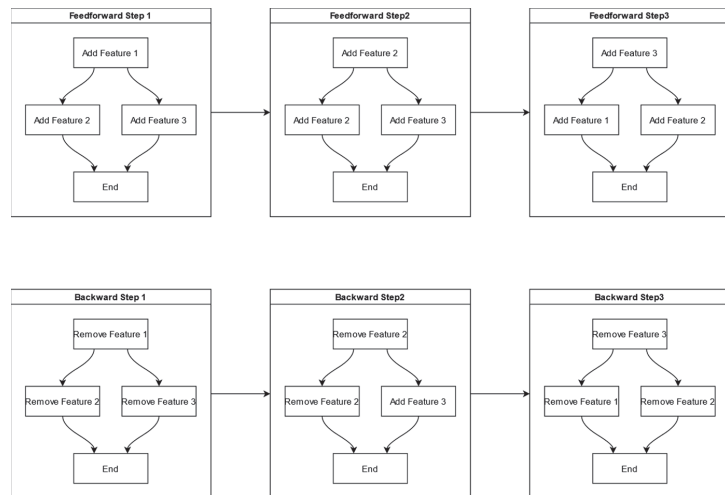 Feedforward Step 1
Add Feature 1
Add Feature 2
Add Feature 3
End
Feedforward Step2
Add Feature 2
Add Feature 2
Add Feature 3
End
Feedforward Step3
Add Feature 3
Add Feature 1
Add Feature 2
End
Backward Step 1
Remove Feature 1
Remove Feature 2
Remove Feature 3
End
Backward Step2
Remove Feature 2
Remove Feature 2
Add Feature 3
End
Backward Step3
Remove Feature 3
Remove Feature 1
Remove Feature 2
End